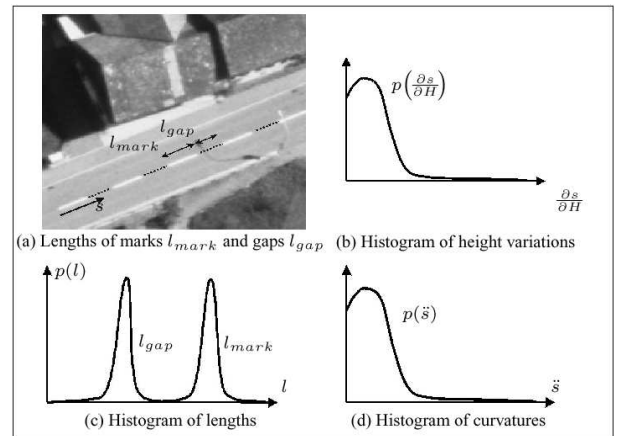 l_gap
l_mark
s
(a) Lengths of marks l_mark and gaps l_gap
p(∂s/∂H)
∂s/∂H
(b) Histogram of height variations
p(l)
l_gap
l_mark
l
(c) Histogram of lengths
p(s̈)
s̈
(d) Histogram of curvatures